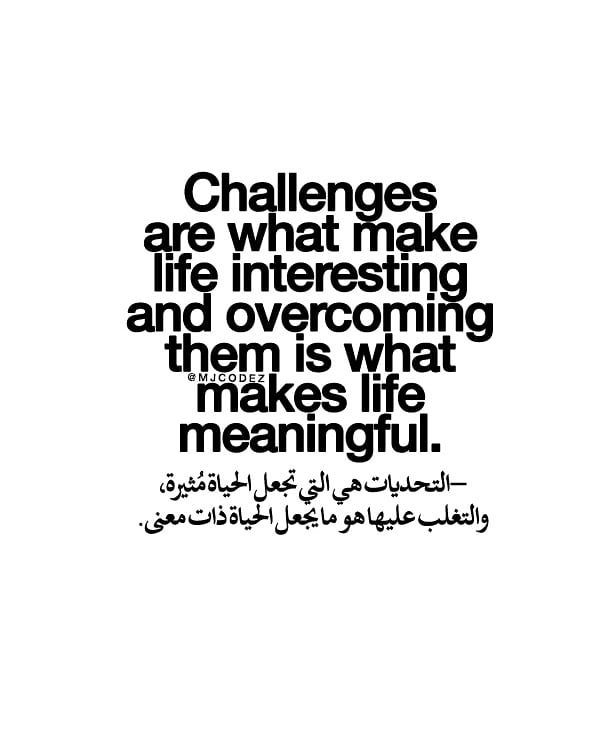 Challenges
are what make
life interesting
and overcoming
them is what
@MJCODEZ
makes life
meaningful.
–التحديات هي التي تجعل الحياة مُثيرة،
والتغلب عليها هو ما يجعل الحياة ذات معنى.